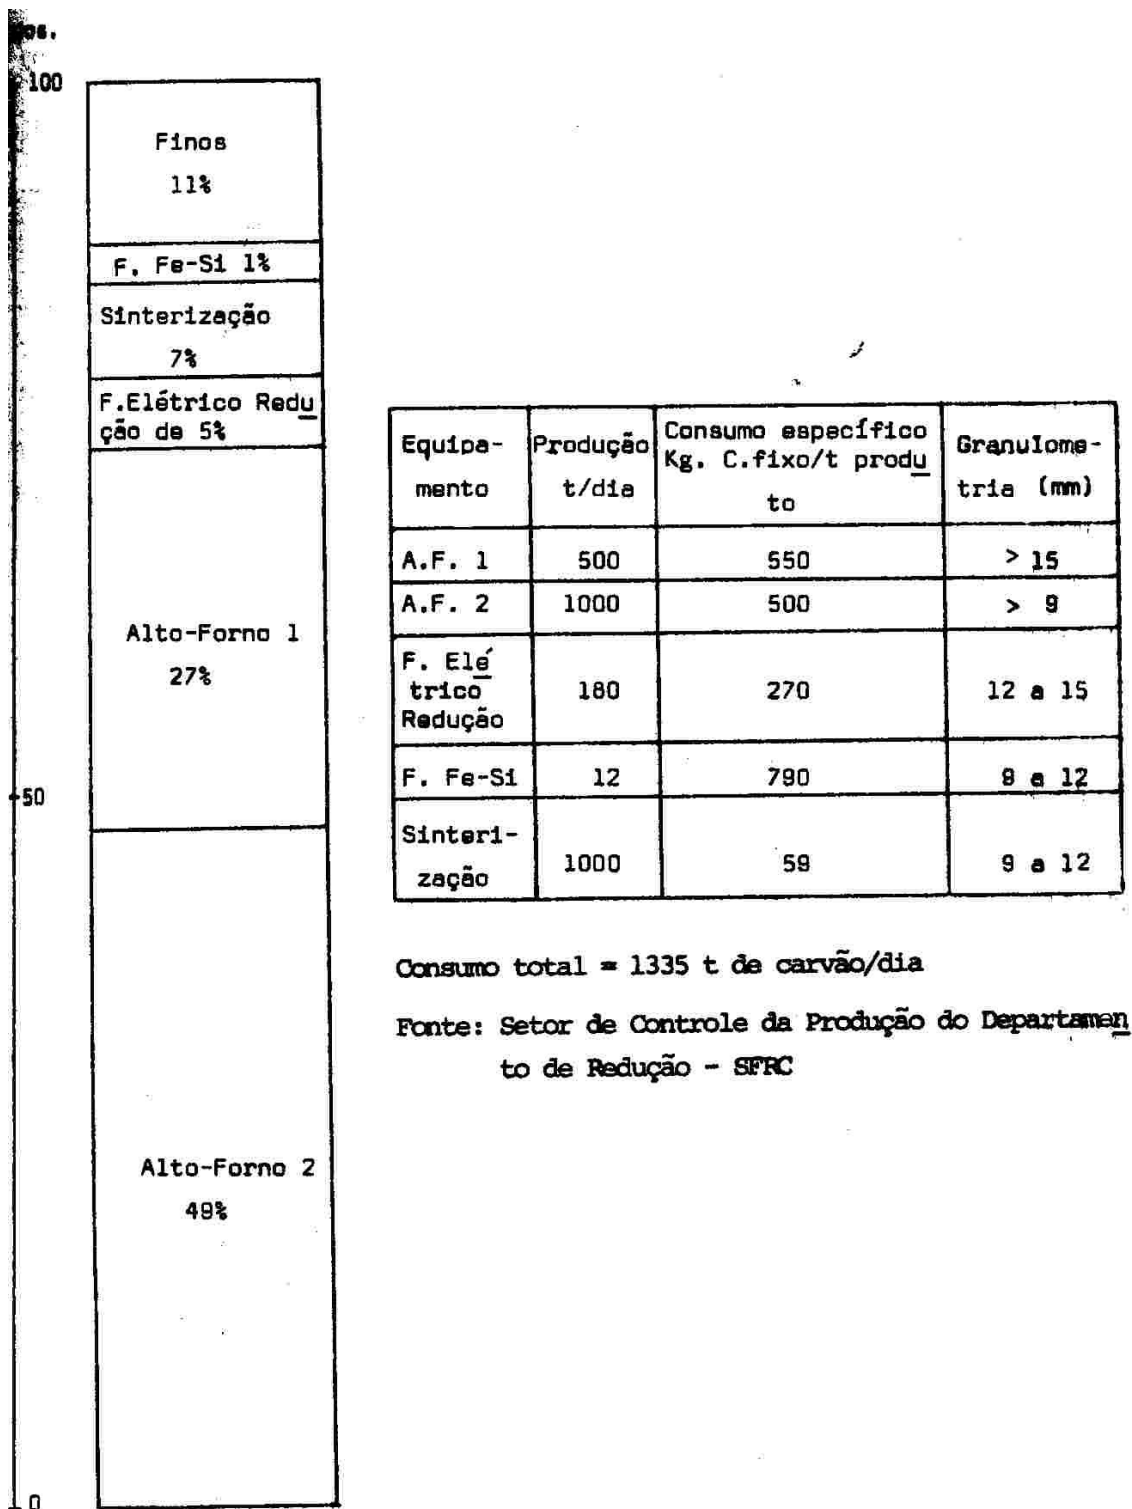 100
Finos
11%
F. Fe-Si 1%
Sinterização
7%
F.Elétrico Redu
ção de 5%
Alto-Forno 1
27%
50
Alto-Forno 2
49%
0
Equipa- Produção Consumo específico Granulome-
mento t/dia Kg. C.fixo/t produ tria (mm)
to
A.F. 1 500 550 > 15
A.F. 2 1000 500 > 9
F. Elé
trico 180 270 12 a 15
Redução
F. Fe-Si 12 790 9 a 12
Sinteri-
zação 1000 59 9 a 12
Consumo total = 1335 t de carvão/dia
Fonte: Setor de Controle da Produção do Departamen
to de Redução - SFRC